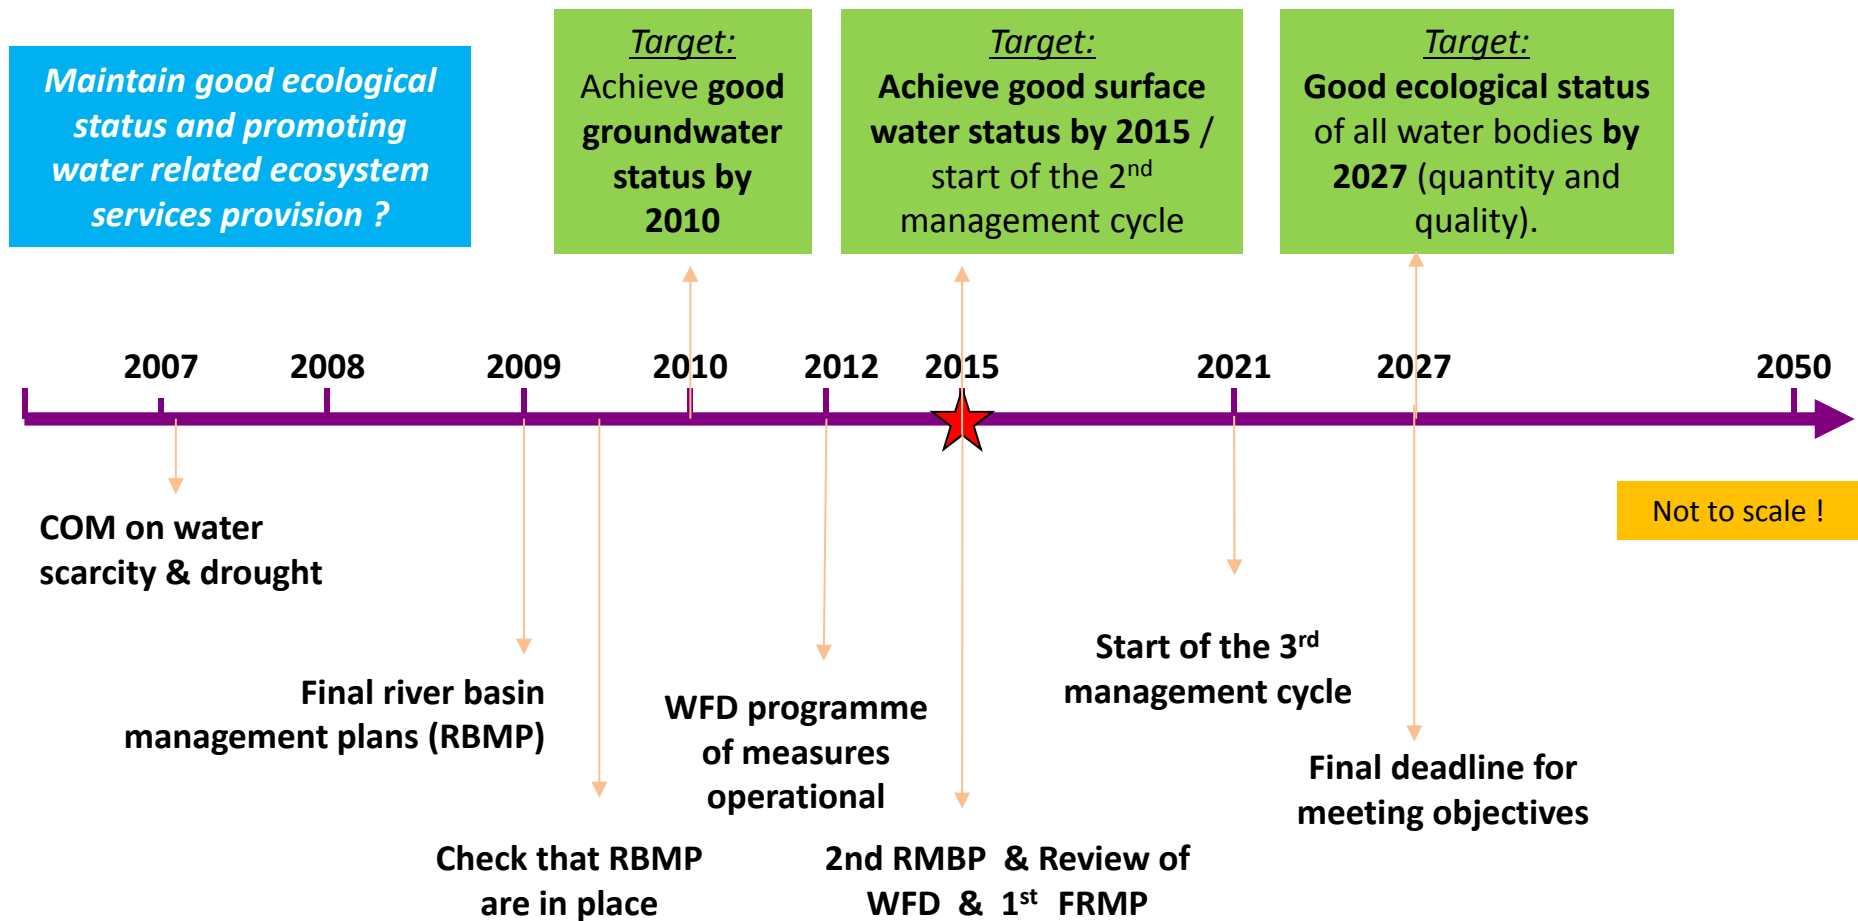 Maintain good ecological
status and promoting
water related ecosystem
services provision ?
Target:
Achieve good
groundwater
status by
2010
Target:
Achieve good surface
water status by 2015 /
start of the 2nd
management cycle
Target:
Good ecological status
of all water bodies by
2027 (quantity and
quality).
2007 2008 2009 2010 2012 2015 2021 2027 2050
COM on water
scarcity & drought
Not to scale !
Final river basin
management plans (RBMP)
Check that RBMP
are in place
WFD programme
of measures
operational
2nd RMBP & Review of
WFD & 1st FRMP
Start of the 3rd
management cycle
Final deadline for
meeting objectives